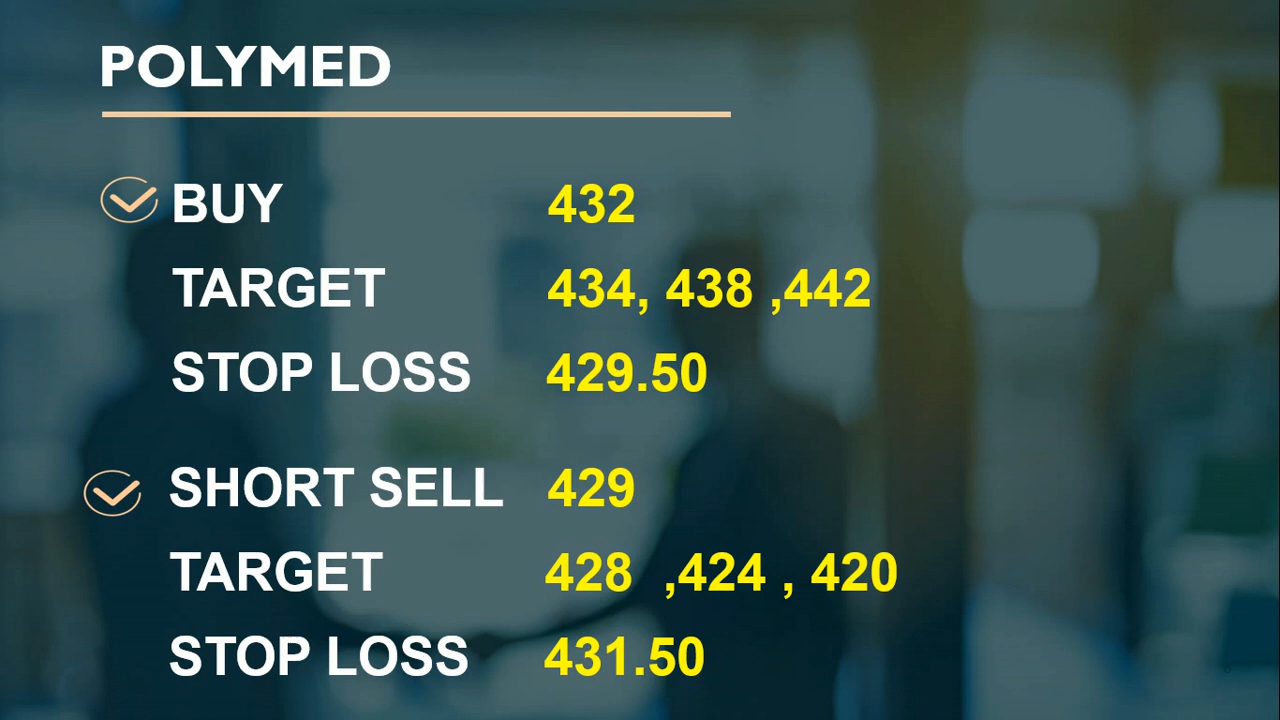 POLYMED
BUY 432
TARGET 434, 438 ,442
STOP LOSS 429.50
SHORT SELL 429
TARGET 428 ,424 , 420
STOP LOSS 431.50